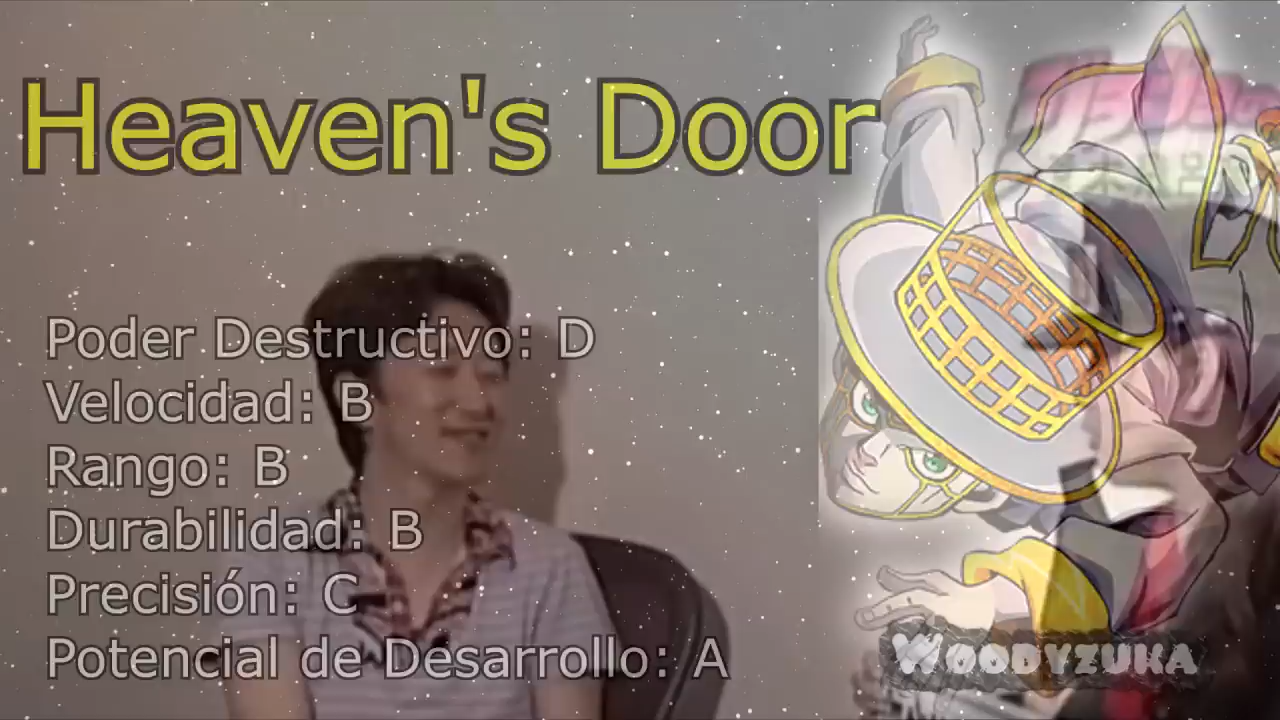 Heaven's Door
Poder Destructivo: D
Velocidad: B
Rango: B
Durabilidad: B
Precisión: C
Potencial de Desarrollo: A
WOODYZUKA